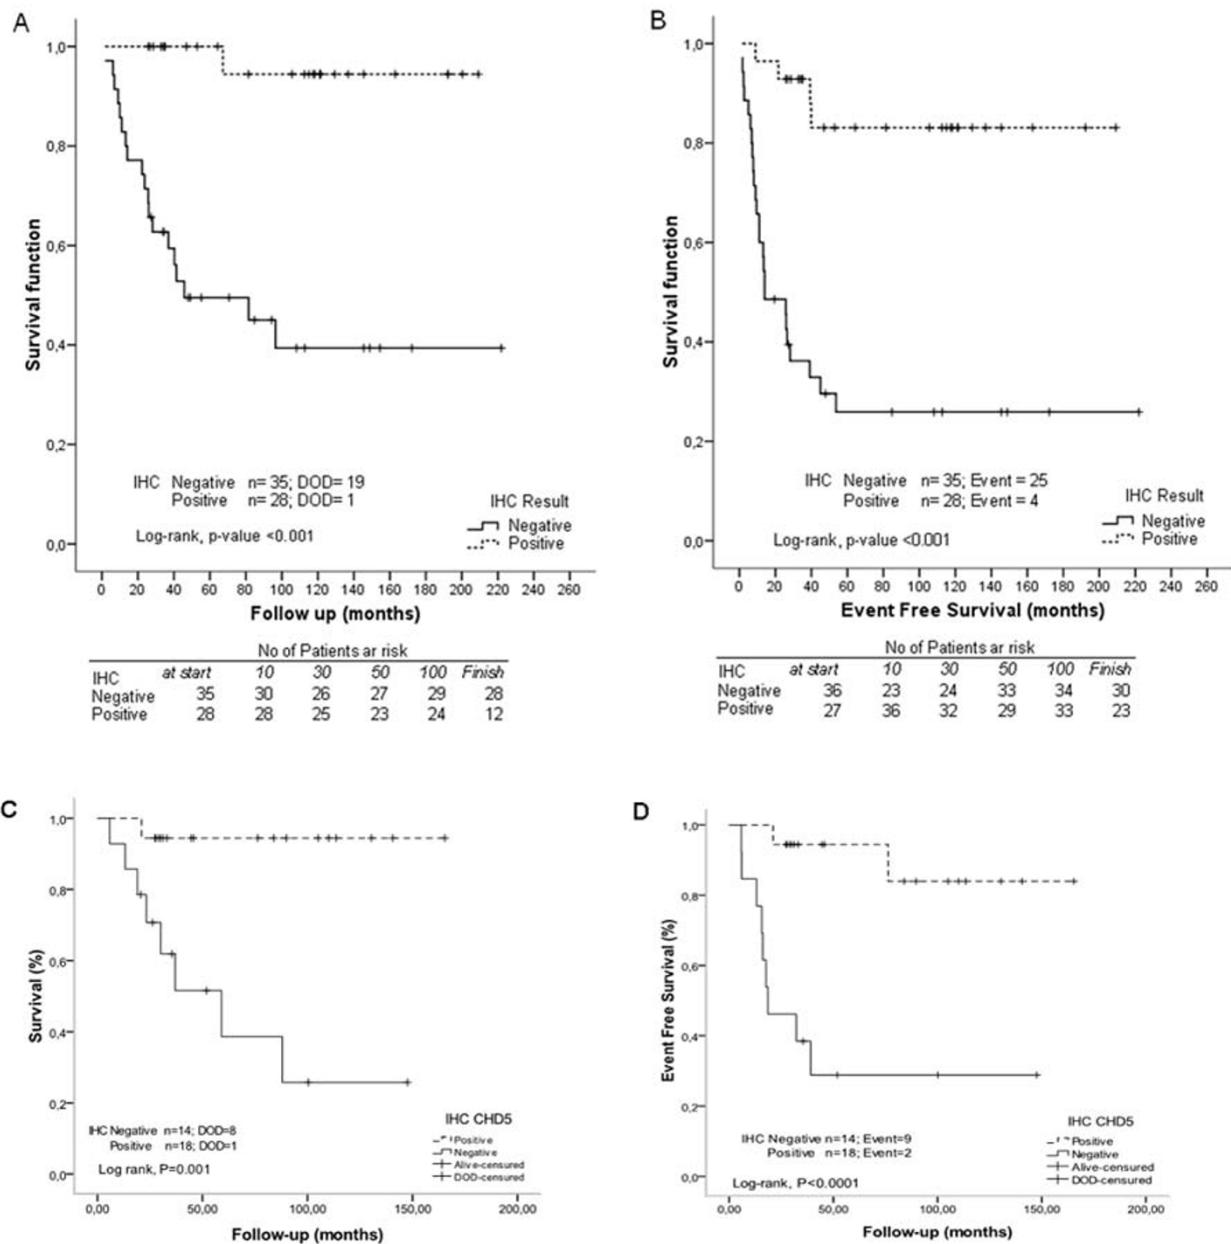 A
1,0
0,8
0,6
0,4
0,2
0,0
Survival function
IHC Negative n= 35; DOD= 19
Positive n= 28; DOD= 1
Log-rank, p-value <0.001
IHC Result
Negative
Positive
0 20 40 60 80 100 120 140 160 180 200 220 240 260
Follow up (months)
No of Patients ar risk
IHC at start 10 30 50 100 Finish
Negative 35 30 26 27 29 28
Positive 28 28 25 23 24 12
B
1,0
0,8
0,6
0,4
0,2
0,0
Survival function
IHC Negative n= 35; Event = 25
Positive n= 28; Event = 4
Log-rank, p-value <0.001
IHC Result
Negative
Positive
0 20 40 60 80 100 120 140 160 180 200 220 240 260
Event Free Survival (months)
No of Patients ar risk
IHC at start 10 30 50 100 Finish
Negative 36 23 24 33 34 30
Positive 27 36 32 29 33 23
C
1,0
0,8
0,6
0,4
0,2
0,0
Survival (%)
IHC Negative n=14; DOD=8
Positive n=18; DOD=1
Log rank, P=0.001
IHC CHD5
Positive
Negative
Alive-censured
DOD-censured
0,00 50,00 100,00 150,00 200,00
Follow-up (months)
D
1,0
0,8
0,6
0,4
0,2
0,0
Event Free Survival (%)
IHC Negative n=14; Event=9
Positive n=18; Event=2
Log-rank, P<0.0001
IHC CHD5
Positive
Negative
Alive-censured
DOD-censured
0,00 50,00 100,00 150,00 200,00
Follow-up (months)